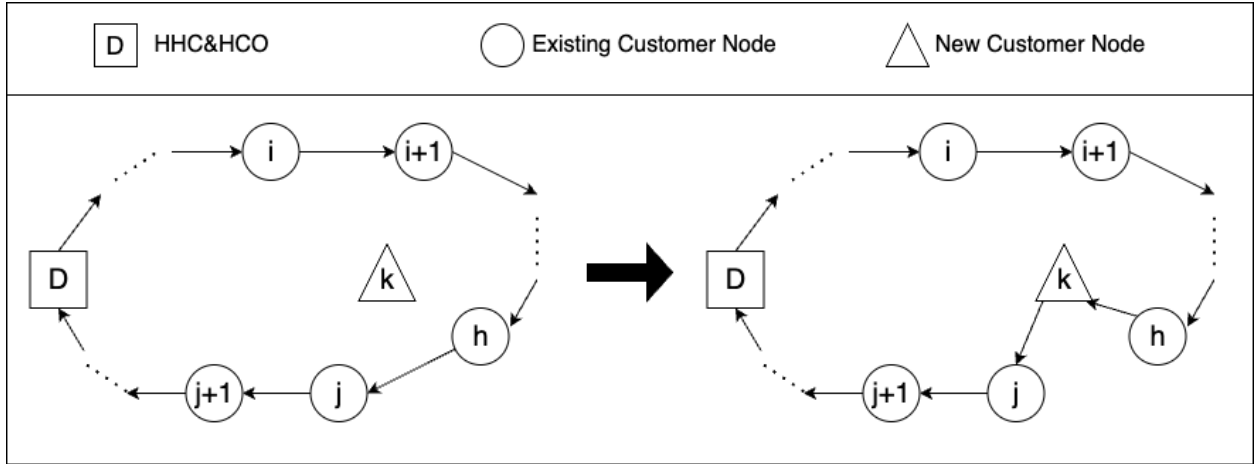 D HHC&HCO Existing Customer Node New Customer Node
i i+1 i i+1
D k D k
h h
j+1 j j+1 j